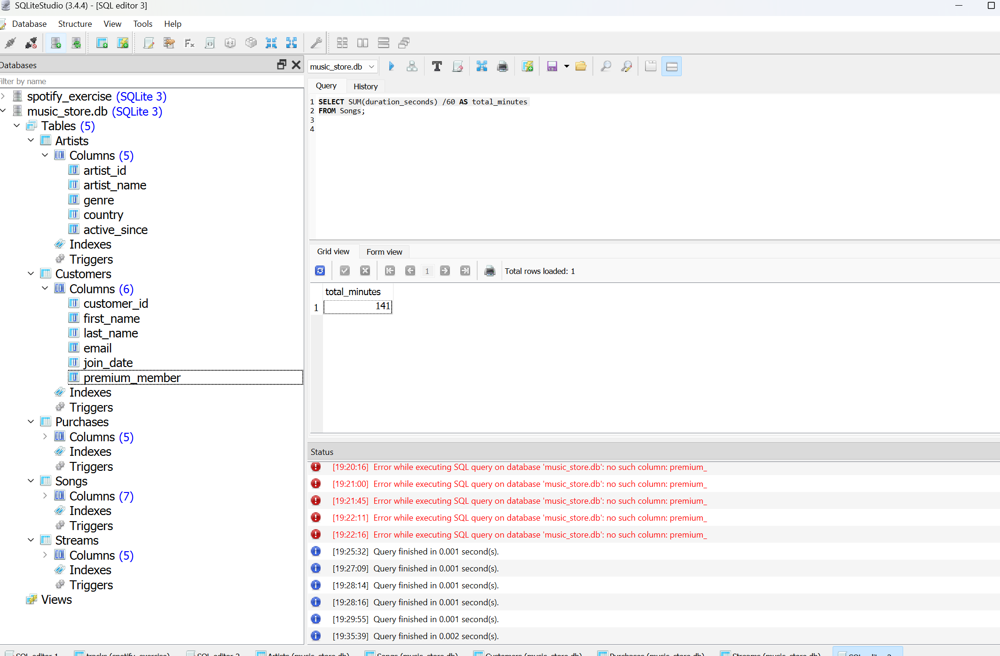 SQLiteStudio (3.4.4) - [SQL editor 3]
Database Structure View Tools Help
Databases
filter by name
spotify_exercise (SQLite 3)
music_store.db (SQLite 3)
Tables (5)
Artists
Columns (5)
artist_id
artist_name
genre
country
active_since
Indexes
Triggers
Customers
Columns (6)
customer_id
first_name
last_name
email
join_date
premium_member
Indexes
Triggers
Purchases
Columns (5)
Indexes
Triggers
Songs
Columns (7)
Indexes
Triggers
Streams
Columns (5)
Indexes
Triggers
Views
music_store.db
Query History
1 SELECT SUM(duration_seconds) /60 AS total_minutes
2 FROM Songs;
3
4
Grid view Form view
1 Total rows loaded: 1
total_minutes
1 141
Status
[19:20:16] Error while executing SQL query on database 'music_store.db': no such column: premium_
[19:21:00] Error while executing SQL query on database 'music_store.db': no such column: premium_
[19:21:45] Error while executing SQL query on database 'music_store.db': no such column: premium_
[19:22:11] Error while executing SQL query on database 'music_store.db': no such column: premium_
[19:22:16] Error while executing SQL query on database 'music_store.db': no such column: premium_
[19:25:32] Query finished in 0.001 second(s).
[19:27:09] Query finished in 0.001 second(s).
[19:28:14] Query finished in 0.001 second(s).
[19:28:16] Query finished in 0.001 second(s).
[19:29:55] Query finished in 0.001 second(s).
[19:35:39] Query finished in 0.002 second(s).
SQL editor 1 tracks (spotify_exercise) SQL editor 2 Artists (music_store.db) Songs (music_store.db) Customers (music_store.db) Purchases (music_store.db) Streams (music_store.db) SQL editor 3